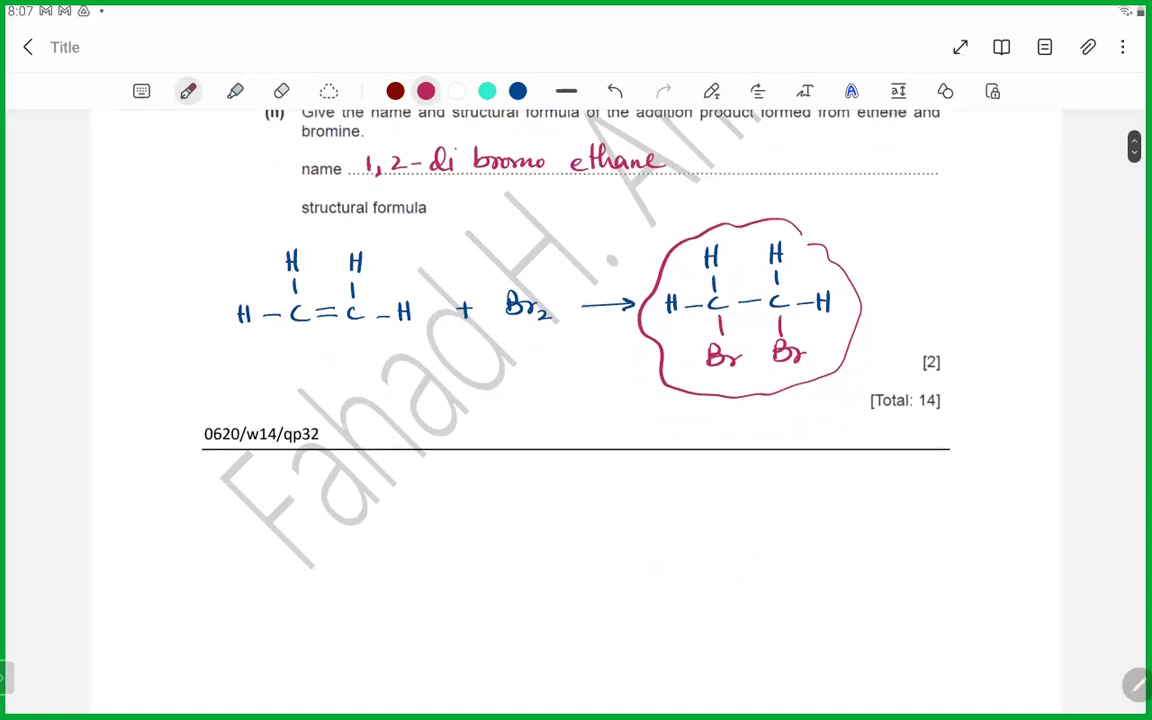 8:07
Title
(ii) Give the name and structural formula of the addition product formed from ethene and
bromine.
name 1,2-di bromo ethane
structural formula
H H H H
H - C = C - H + Br2 → H - C - C - H
Br Br
[2]
[Total: 14]
0620/w14/qp32
Fahad H.